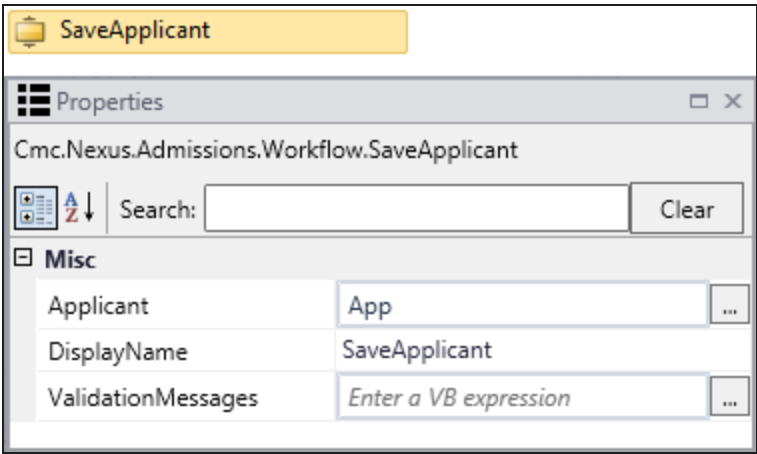 SaveApplicant
Properties
Cmc.Nexus.Admissions.Workflow.SaveApplicant
A Z Search: Clear
Misc
Applicant App ...
DisplayName SaveApplicant
ValidationMessages Enter a VB expression ...